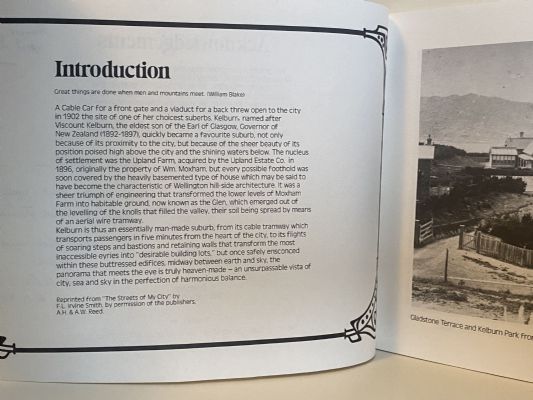 Introduction
Great things are done when men and mountains meet. (William Blake)
A Cable Car for a front gate and a viaduct for a back threw open to the city
in 1902 the site of one of her choicest suburbs, Kelburn, named after
Viscount Kelburn, the eldest son of the Earl of Glasgow, Governor of
New Zealand (1892-1897), quickly became a favourite suburb, not only
because of its proximity to the city, but because of the sheer beauty of its
position poised high above the city and the shining waters below. The nucleus
of settlement was the Upland Farm, acquired by the Upland Estate Co. in
1896, originally the property of Wm. Moxham, but every possible foothold was
soon covered by the heavily basemented type of house which may be said to
have become the characteristic of Wellington hill-side architecture. It was a
sheer triumph of engineering that transformed the lower levels of Moxham
Farm into habitable ground, now known as the Glen, which emerged out of
the levelling of the knolls that filled the valley, their soil being spread by means
of an aerial wire tramway.
Kelburn is thus an essentially man-made suburb, from its cable tramway which
transports passengers in five minutes from the heart of the city, to its flights
of soaring steps and bastions and retaining walls that transform the most
inaccessible eyries into "desirable building lots," but once safely ensconced
within these buttressed edifices, midway between earth and sky, the
panorama that meets the eye is truly heaven-made – an unsurpassable vista of
city, sea and sky in the perfection of harmonious balance.
Reprinted from "The Streets of My City" by
F.L. Irvine Smith, by permission of the publishers,
A.H. & A.W. Reed.
Gladstone Terrace and Kelburn Park From